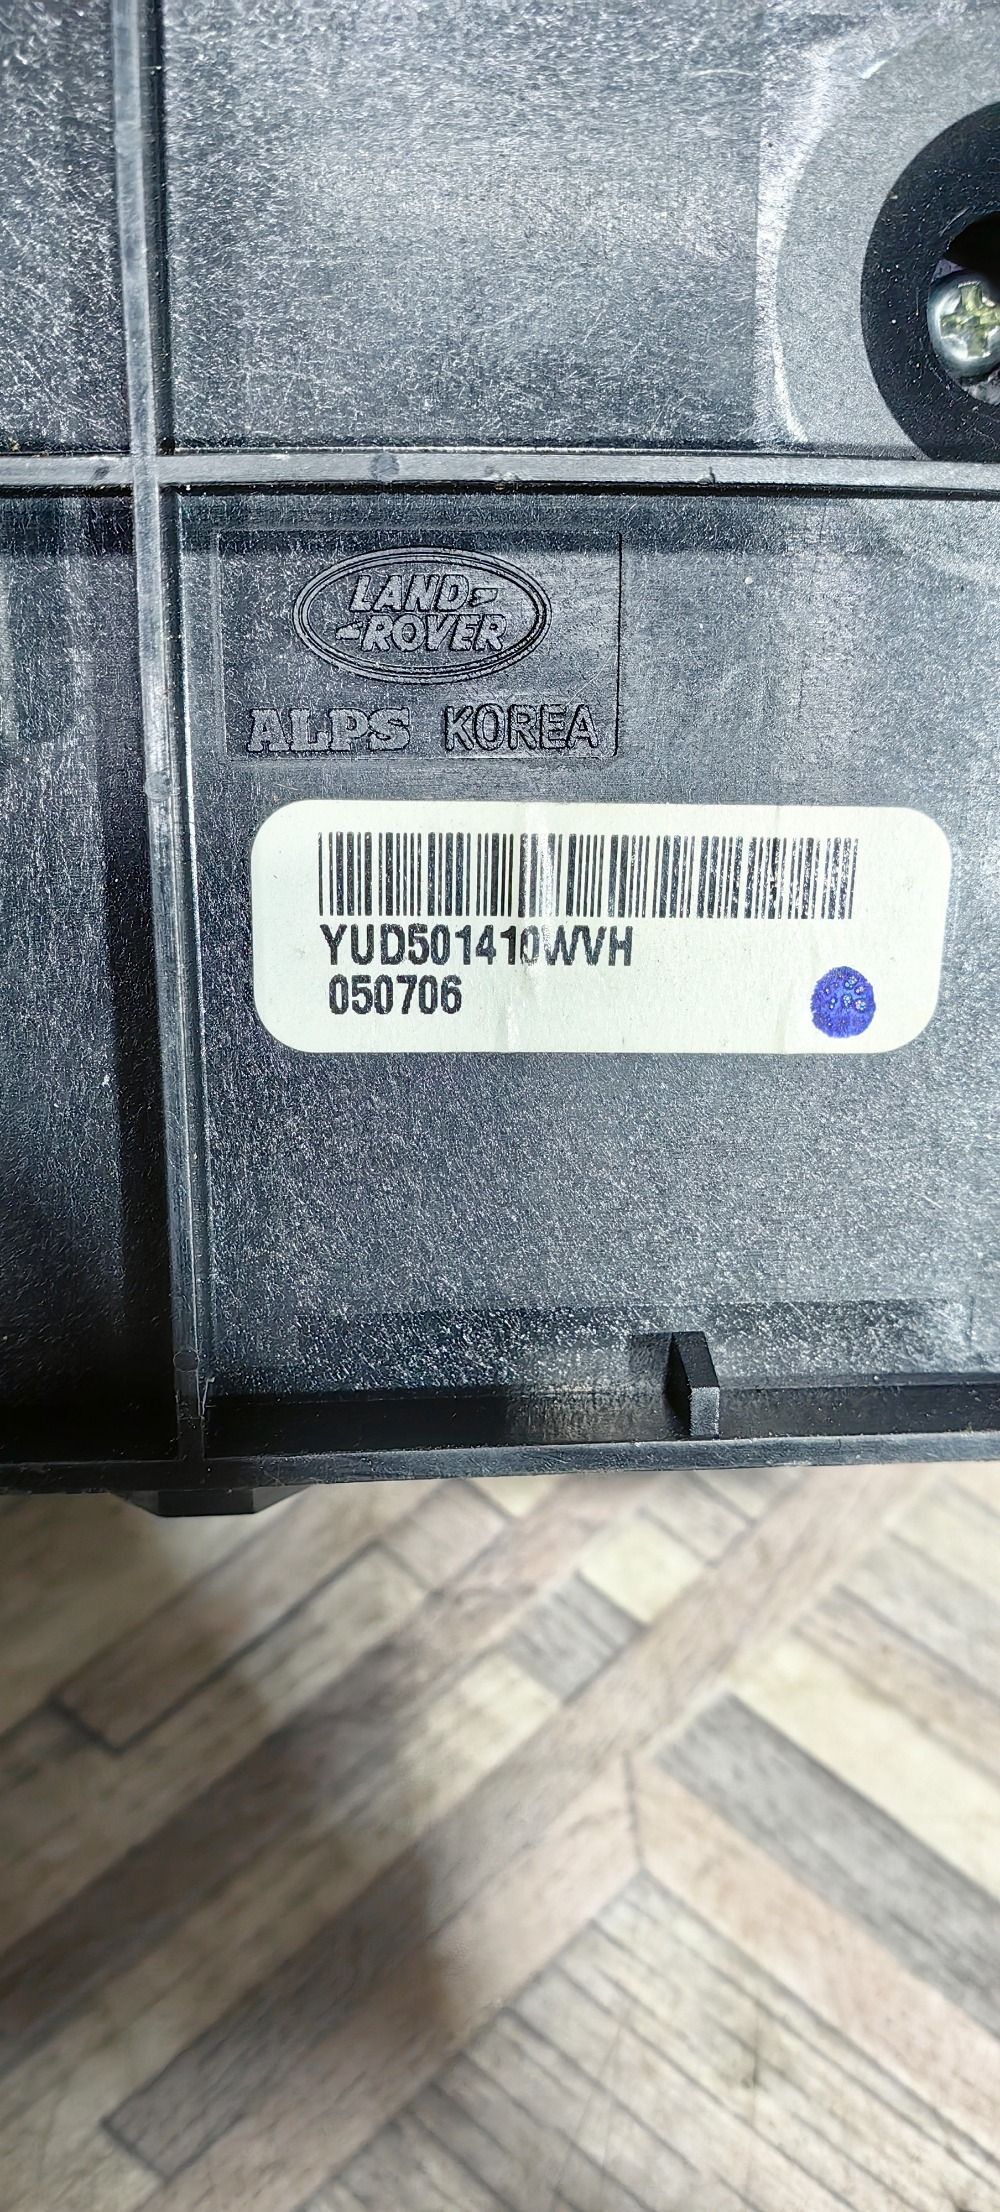 LAND
ROVER
ALPS KOREA
YUD501410WVH
050706